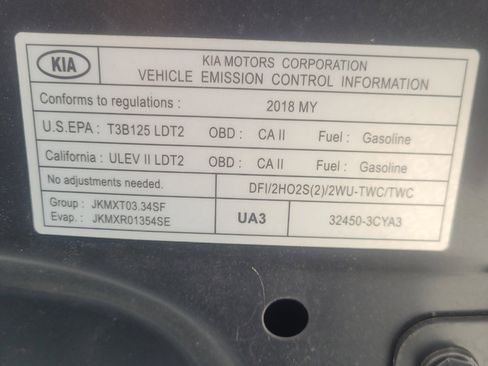 KIA
KIA MOTORS CORPORATION
VEHICLE EMISSION CONTROL INFORMATION
Conforms to regulations : 2018 MY
U.S.EPA : T3B125 LDT2 OBD : CA II Fuel : Gasoline
California : ULEV II LDT2 OBD : CA II Fuel : Gasoline
No adjustments needed. DFI/2HO2S(2)/2WU-TWC/TWC
Group : JKMXT03.34SF
Evap. : JKMXR01354SE
UA3 32450-3CYA3